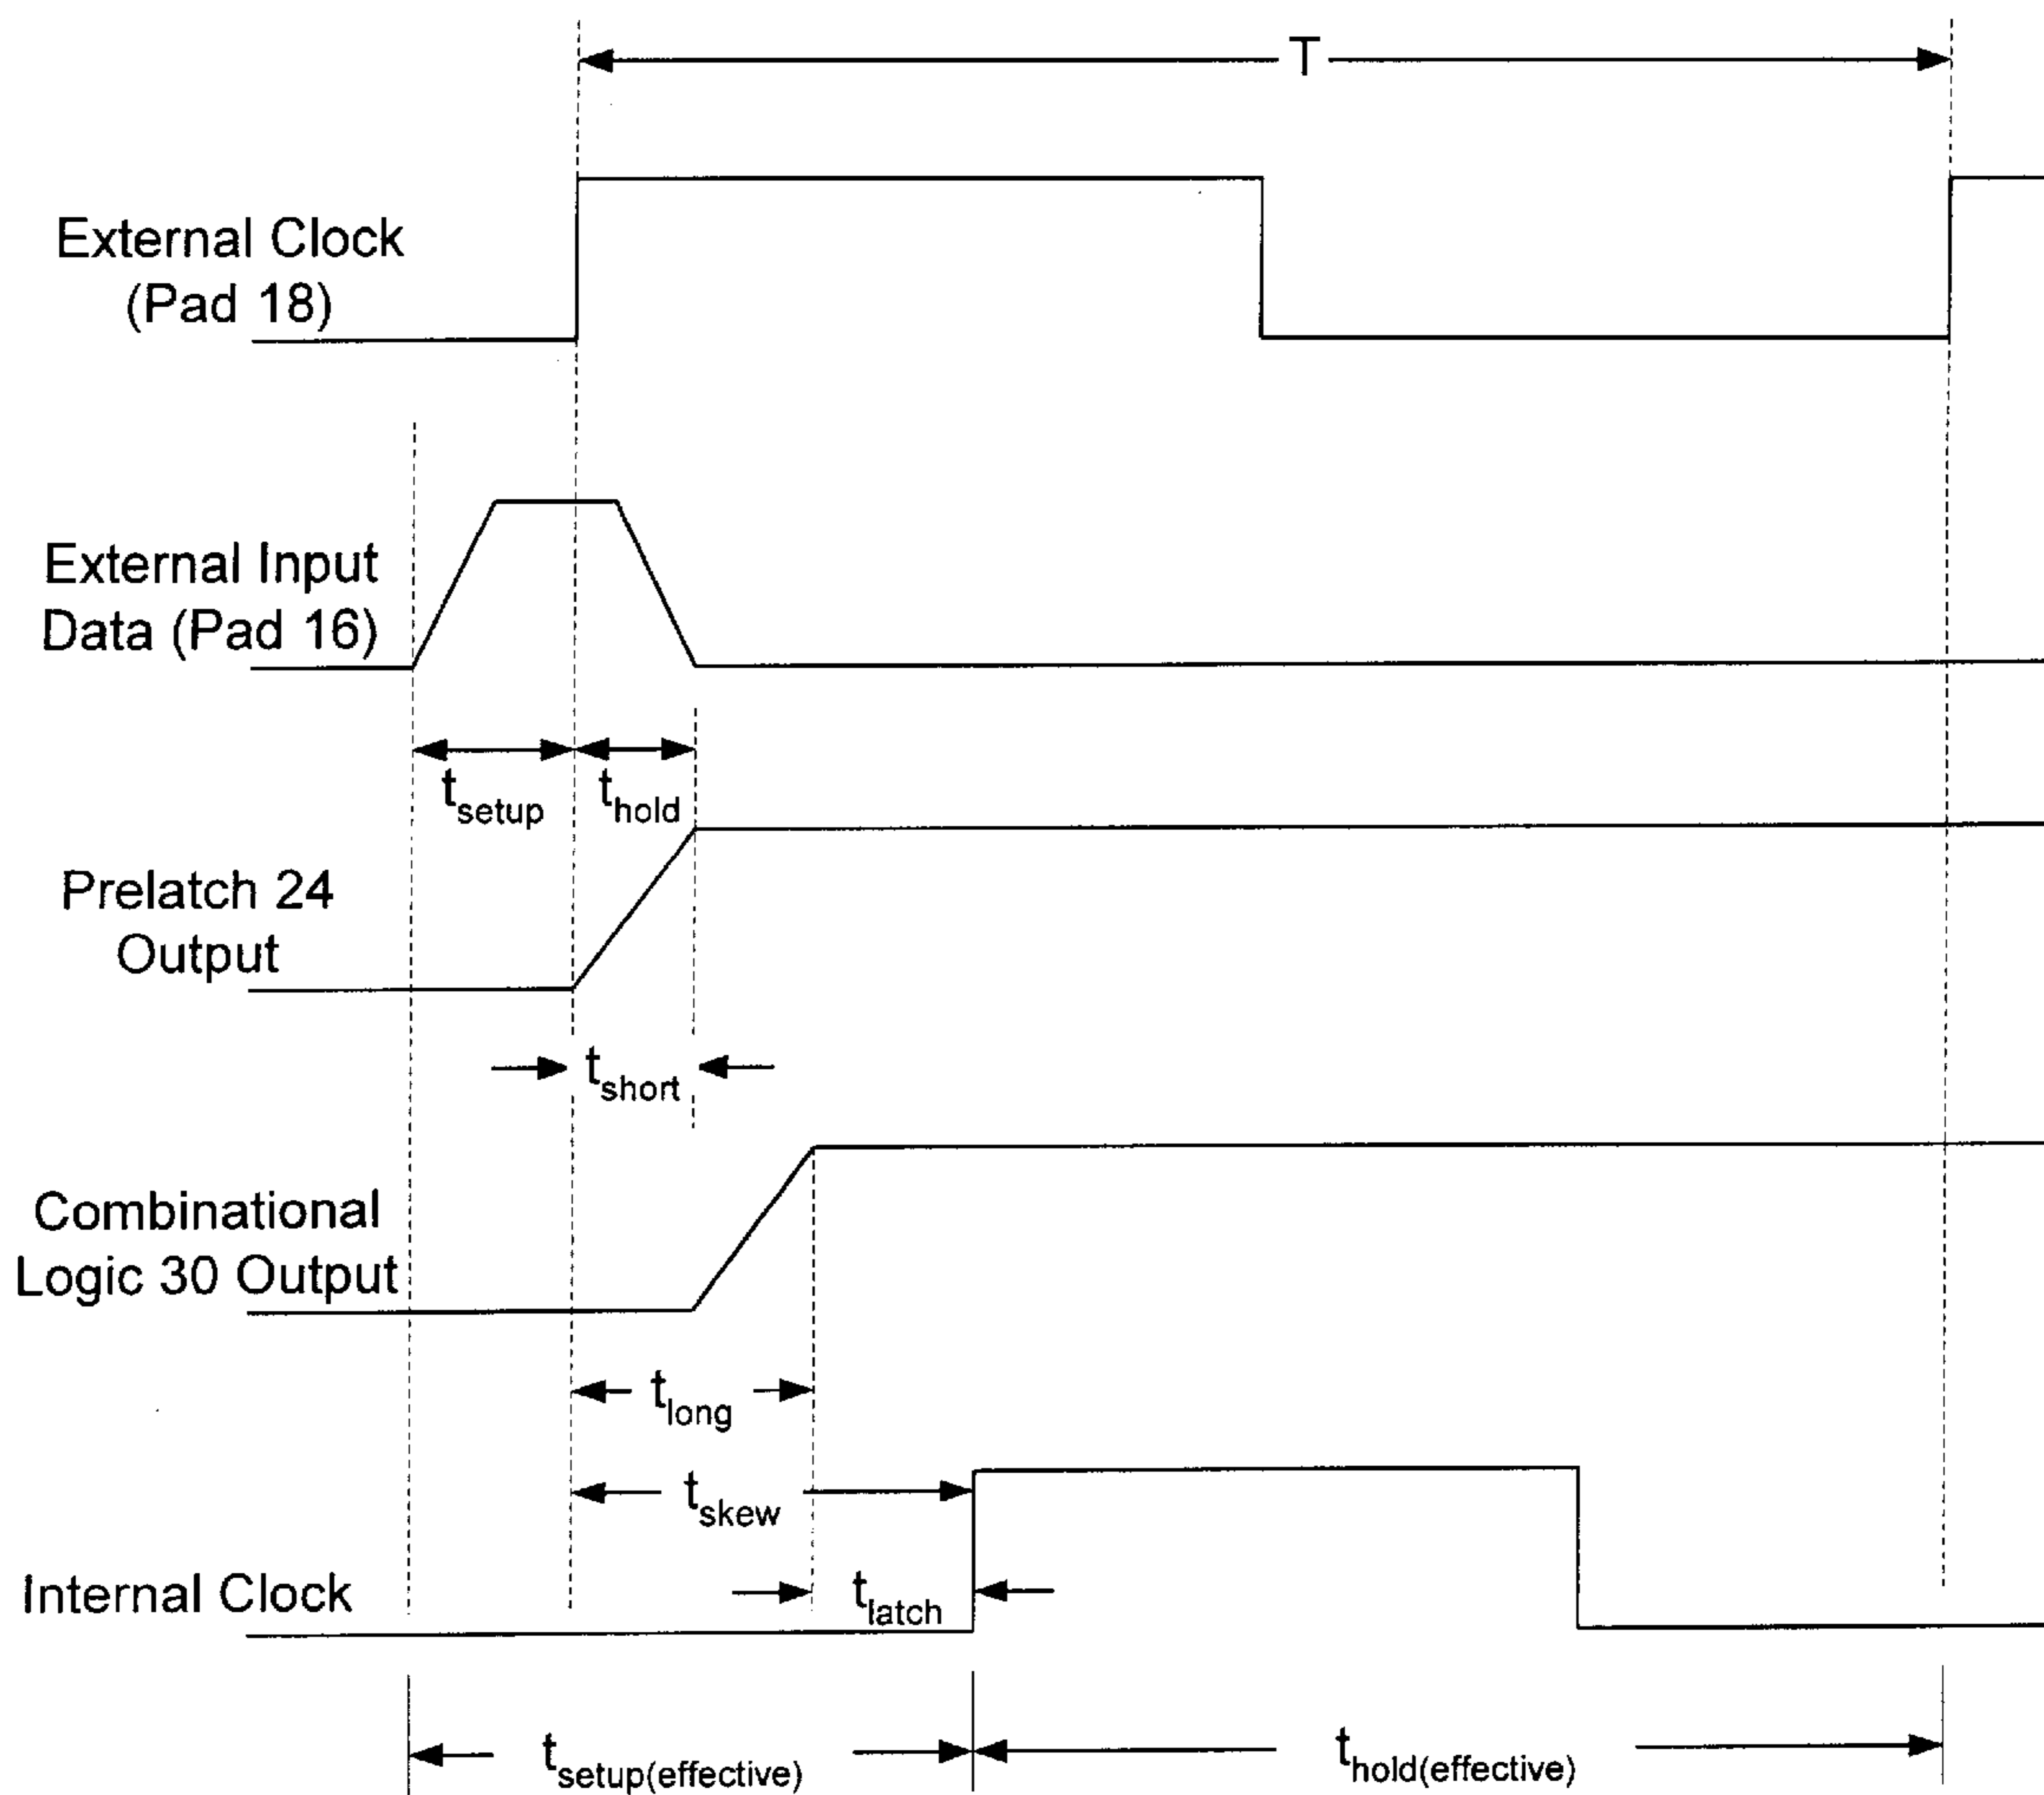 T
External Clock
(Pad 18)
External Input
Data (Pad 16)
tsetup
thold
Prelatch 24
Output
tshort
Combinational
Logic 30 Output
tlong
tskew
Internal Clock
tlatch
tsetup(effective)
thold(effective)